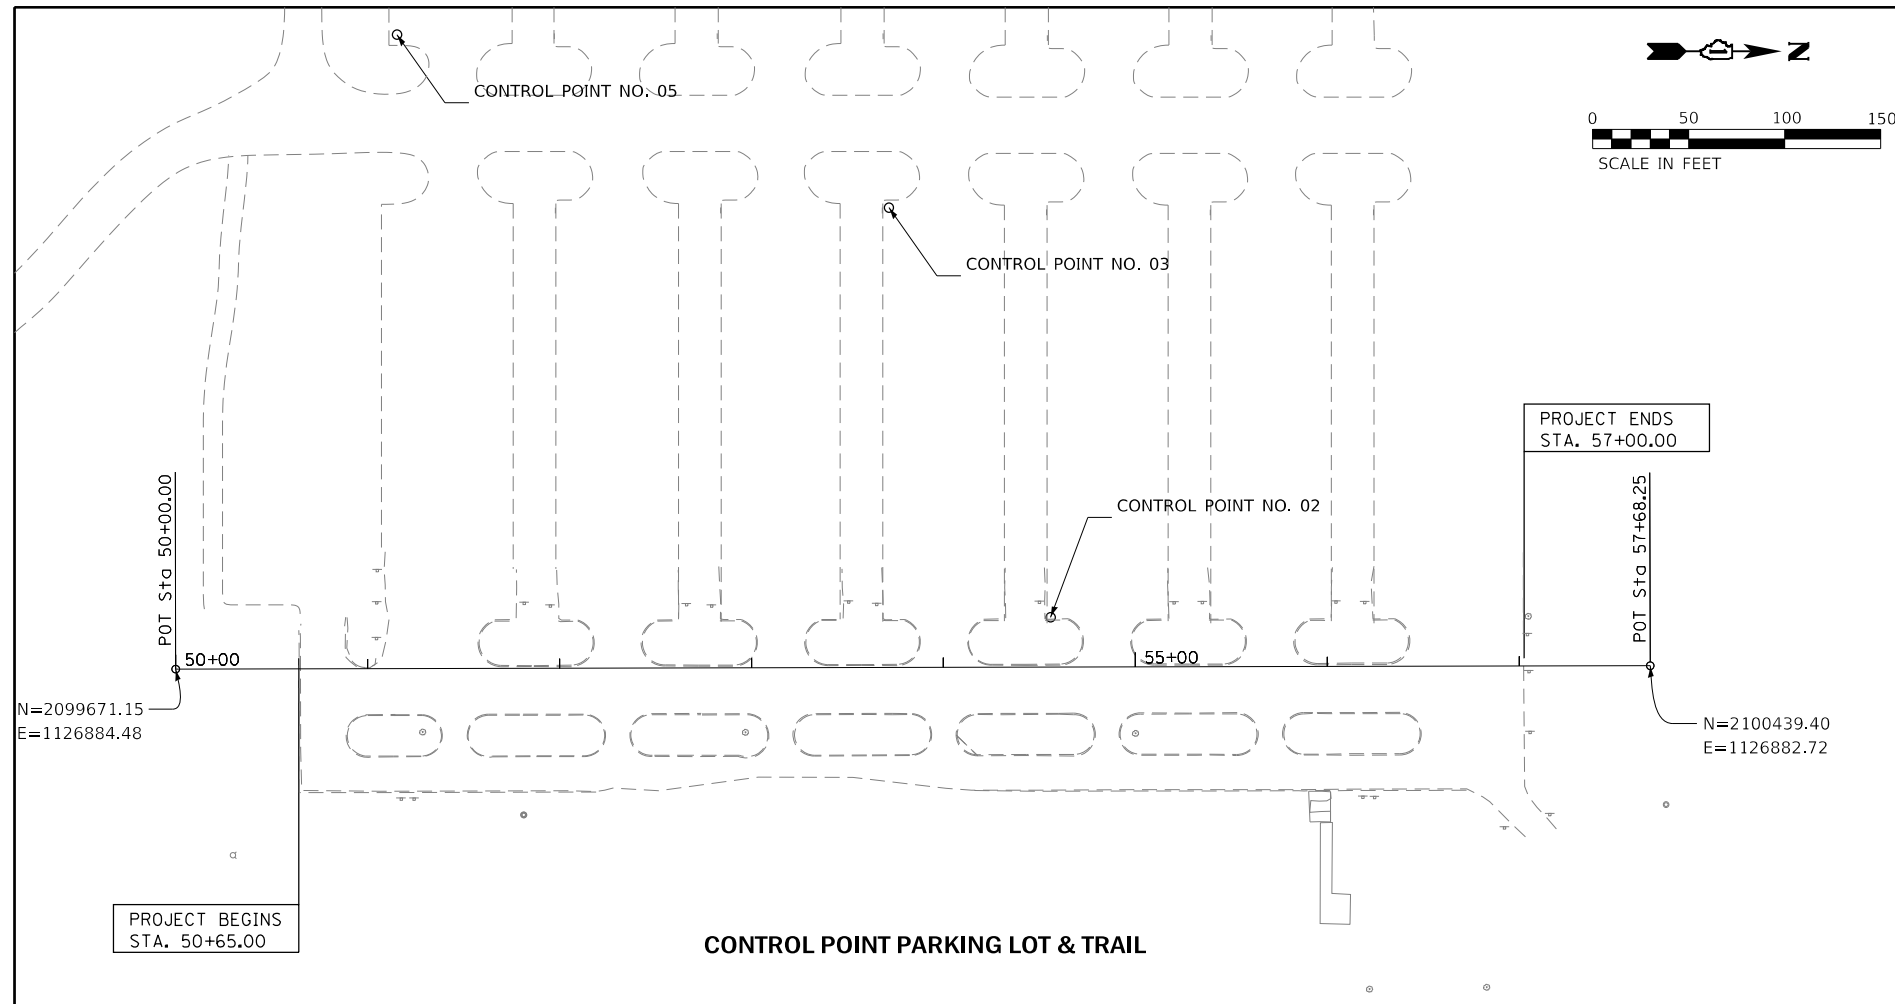 N
0 50 100 150
SCALE IN FEET
CONTROL POINT NO. 05
CONTROL POINT NO. 03
PROJECT ENDS
STA. 57+00.00
CONTROL POINT NO. 02
POT Sta 50+00.00
POT Sta 57+68.25
50+00
55+00
N=2099671.15
E=1126884.48
N=2100439.40
E=1126882.72
PROJECT BEGINS
STA. 50+65.00
CONTROL POINT PARKING LOT & TRAIL